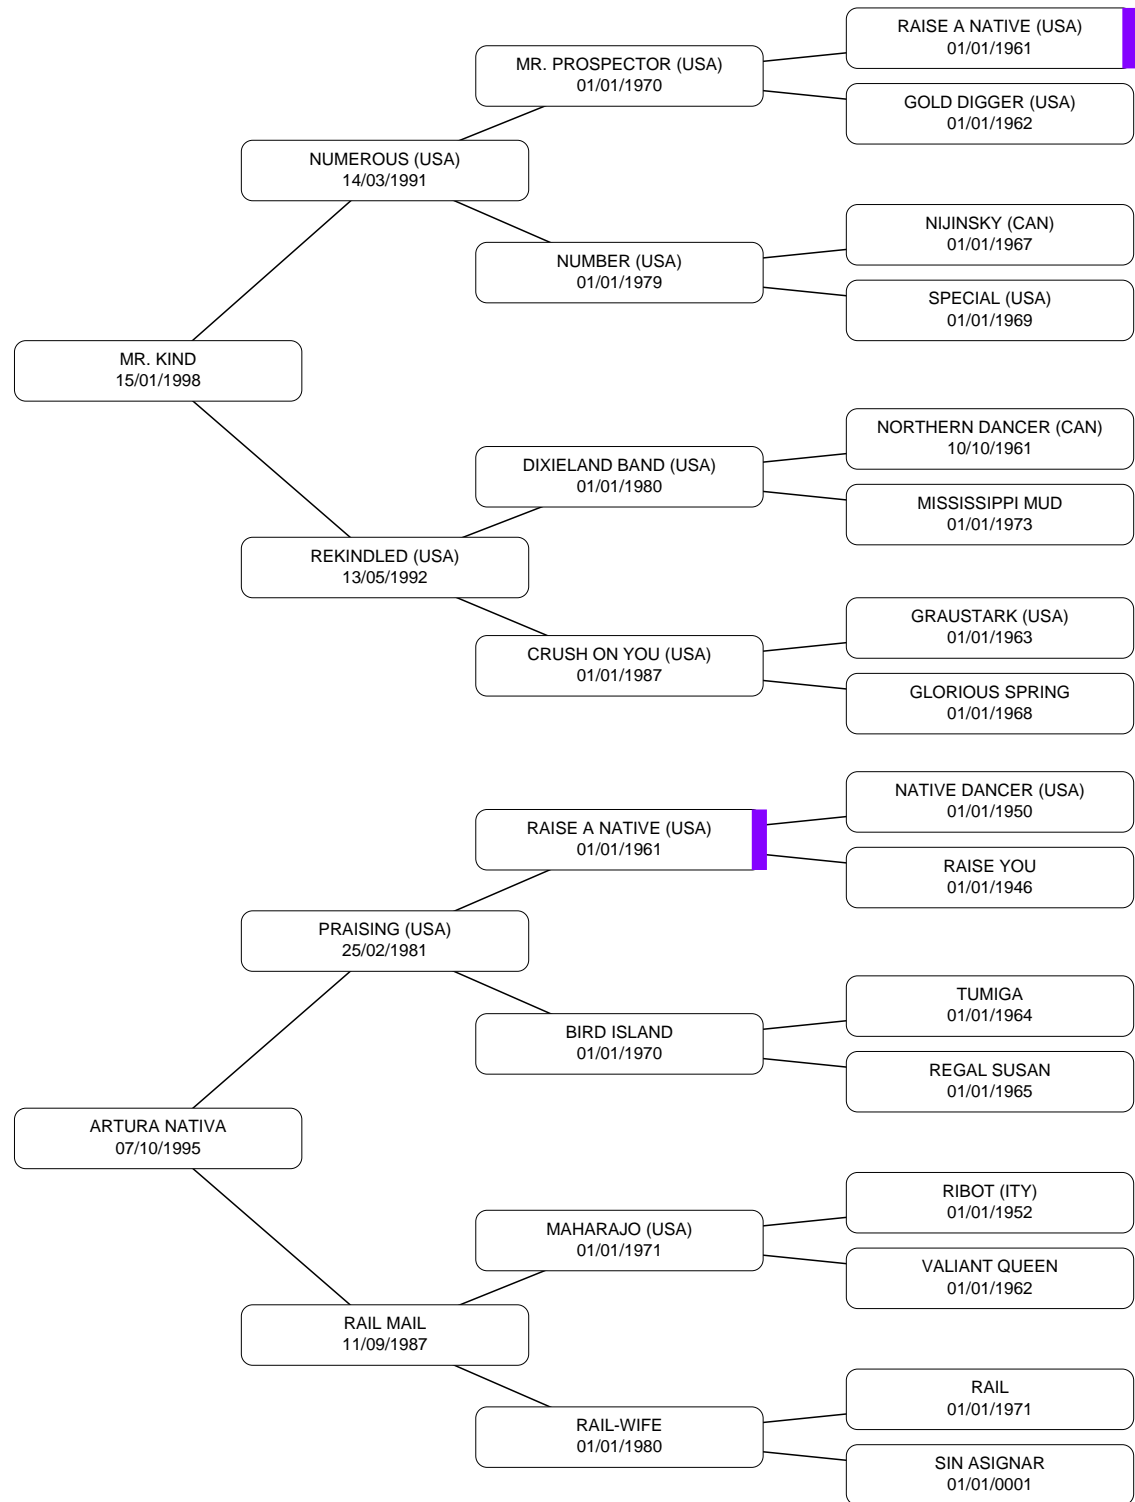 RAISE A NATIVE (USA)
01/01/1961
MR. PROSPECTOR (USA)
01/01/1970
GOLD DIGGER (USA)
01/01/1962
NUMEROUS (USA)
14/03/1991
NIJINSKY (CAN)
01/01/1967
NUMBER (USA)
01/01/1979
SPECIAL (USA)
01/01/1969
MR. KIND
15/01/1998
NORTHERN DANCER (CAN)
10/10/1961
DIXIELAND BAND (USA)
01/01/1980
MISSISSIPPI MUD
01/01/1973
REKINDLED (USA)
13/05/1992
GRAUSTARK (USA)
01/01/1963
CRUSH ON YOU (USA)
01/01/1987
GLORIOUS SPRING
01/01/1968
NATIVE DANCER (USA)
01/01/1950
RAISE A NATIVE (USA)
01/01/1961
RAISE YOU
01/01/1946
PRAISING (USA)
25/02/1981
TUMIGA
01/01/1964
BIRD ISLAND
01/01/1970
REGAL SUSAN
01/01/1965
ARTURA NATIVA
07/10/1995
RIBOT (ITY)
01/01/1952
MAHARAJO (USA)
01/01/1971
VALIANT QUEEN
01/01/1962
RAIL MAIL
11/09/1987
RAIL
01/01/1971
RAIL-WIFE
01/01/1980
SIN ASIGNAR
01/01/0001